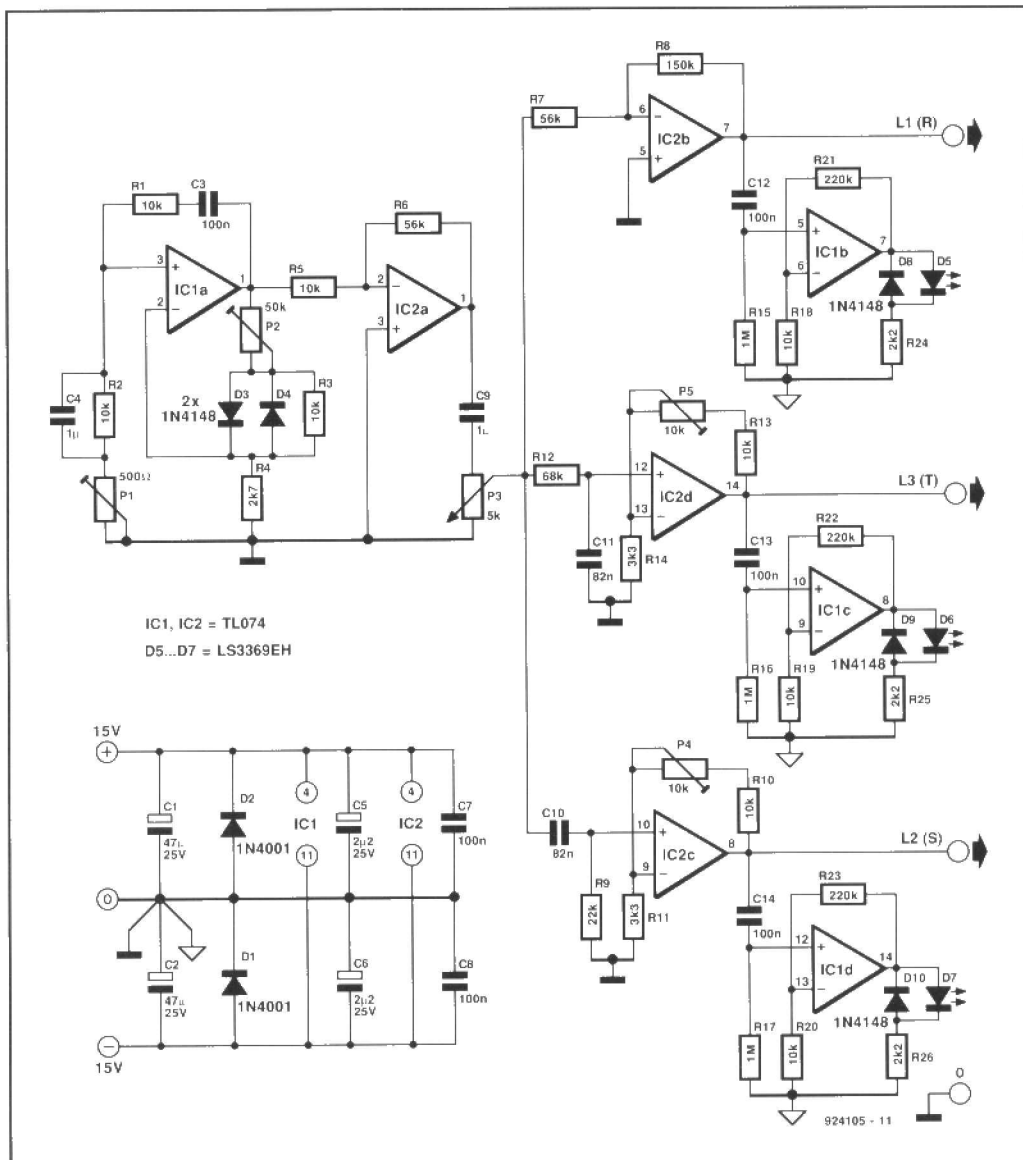 R8
150k
R7
56k
6
−
IC2b
7
5
+
L1 (R)
R21
220k
C12
100n
5
+
IC1b
7
6
−
D8
D5
1N4148
R15
1M
R18
10k
2k2
R24
R1
10k
C3
100n
3
+
IC1a
1
2
−
R6
56k
R5
10k
2
−
IC2a
1
3
+
50k
P2
C4
1µ
R2
10k
2x
1N4148
D3
D4
R3
10k
500Ω
P1
R4
2k7
C9
1µ
P3
5k
P5
10k
R13
10k
R12
68k
12
+
IC2d
14
13
−
L3 (T)
C11
82n
3k3
R14
R22
220k
C13
100n
10
+
IC1c
8
9
−
D9
D6
1N4148
R16
1M
R19
10k
2k2
R25
IC1, IC2 = TL074
D5...D7 = LS3369EH
P4
10k
R10
10k
C10
82n
10
+
IC2c
8
9
−
L2 (S)
R9
22k
3k3
R11
R23
220k
C14
100n
12
+
IC1d
14
13
−
D10
D7
1N4148
R17
1M
R20
10k
2k2
R26
0
15V
+
C1
47µ
25V
D2
1N4001
4
IC1
11
C5
2µ2
25V
4
IC2
11
C7
100n
0
C2
47µ
25V
D1
1N4001
C6
2µ2
25V
C8
100n
−
15V
924105 - 11